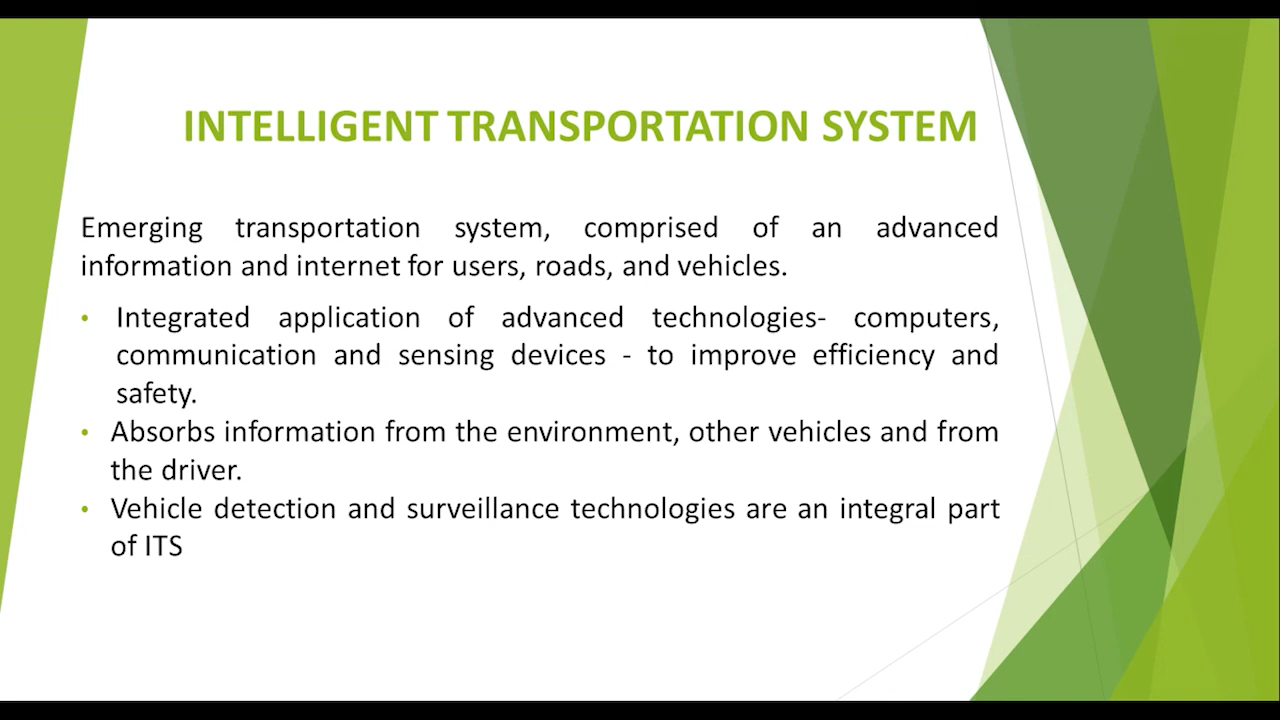 INTELLIGENT TRANSPORTATION SYSTEM
Emerging transportation system, comprised of an advanced
information and internet for users, roads, and vehicles.
• Integrated application of advanced technologies- computers,
communication and sensing devices - to improve efficiency and
safety.
• Absorbs information from the environment, other vehicles and from
the driver.
• Vehicle detection and surveillance technologies are an integral part
of ITS